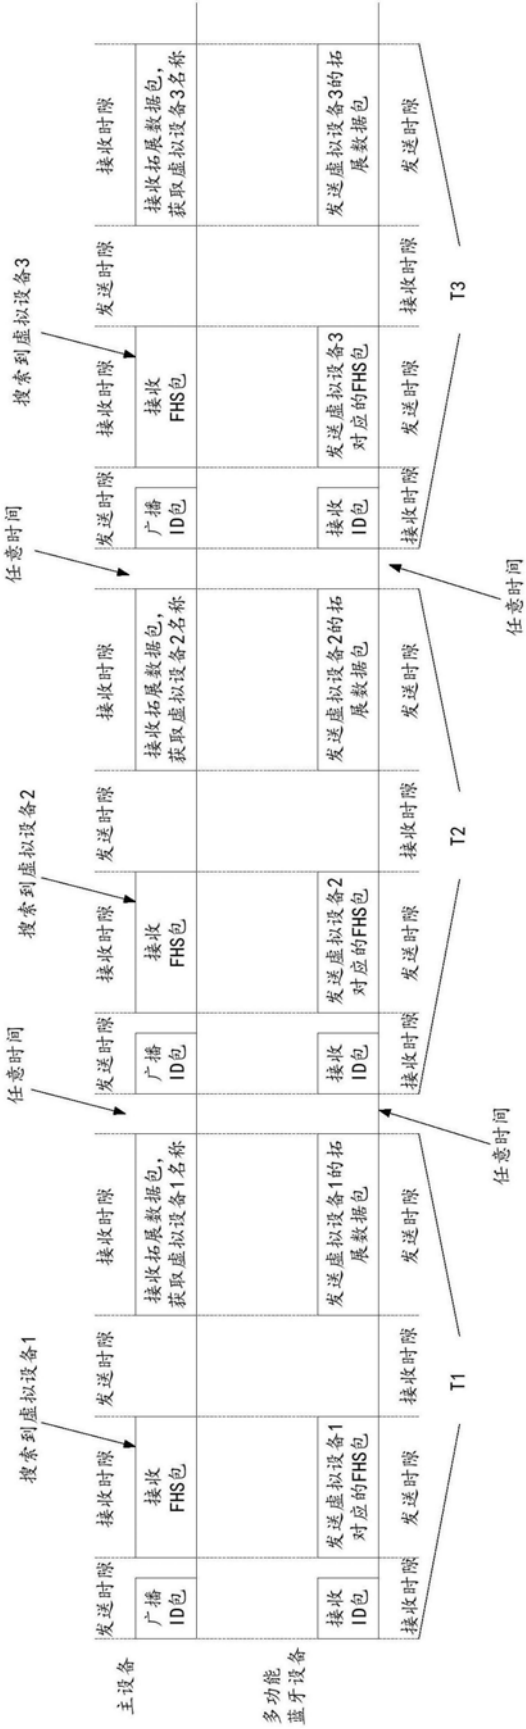 搜索到虚拟设备1
任意时间
搜索到虚拟设备2
任意时间
搜索到虚拟设备3
发送时隙
接收时隙
发送时隙
接收时隙
发送时隙
接收时隙
发送时隙
接收时隙
发送时隙
接收时隙
发送时隙
接收时隙
主设备
广播
ID包
接收
FHS包
接收拓展数据包，
获取虚拟设备1名称
广播
ID包
接收
FHS包
接收拓展数据包，
获取虚拟设备2名称
广播
ID包
接收
FHS包
接收拓展数据包，
获取虚拟设备3名称
多功能
蓝牙设备
接收
ID包
发送虚拟设备1
对应的FHS包
发送虚拟设备1的拓
展数据包
接收
ID包
发送虚拟设备2
对应的FHS包
发送虚拟设备2的拓
展数据包
接收
ID包
发送虚拟设备3
对应的FHS包
发送虚拟设备3的拓
展数据包
接收时隙
发送时隙
接收时隙
发送时隙
接收时隙
发送时隙
接收时隙
发送时隙
接收时隙
发送时隙
接收时隙
发送时隙
T1
任意时间
T2
任意时间
T3